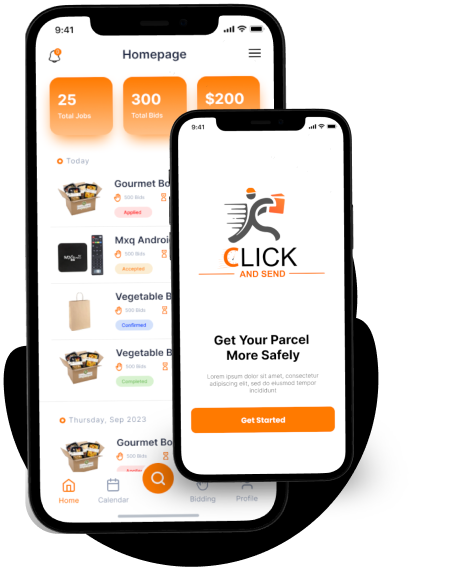 9:41
Homepage
25
Total Jobs
300
Total Bids
$200
Today
Gourmet Bo
500 Bids
Applied
Mxq Androi
500 Bids
Accepted
Vegetable B
500 Bids
Confirmed
Vegetable B
500 Bids
Completed
Thursday, Sep 2023
Gourmet Bo
500 Bids
Home
Calendar
Bidding
Profile
9:41
CLICK
AND SEND
Get Your Parcel
More Safely
Lorem ipsum dolor sit amet, consectetur
adipiscing elit, sed do eiusmod tempor
incididunt
Get Started